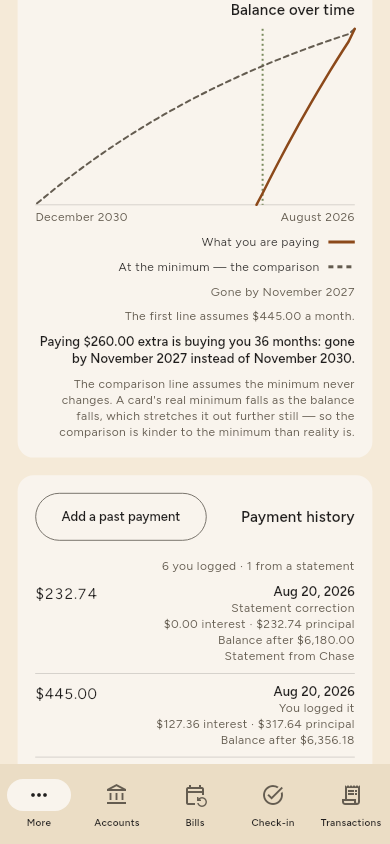 Balance over time
December 2030
August 2026
What you are paying
At the minimum — the comparison
Gone by November 2027
The first line assumes $445.00 a month.
Paying $260.00 extra is buying you 36 months: gone
by November 2027 instead of November 2030.
The comparison line assumes the minimum never
changes. A card's real minimum falls as the balance
falls, which stretches it out further still — so the
comparison is kinder to the minimum than reality is.
Add a past payment
Payment history
6 you logged · 1 from a statement
$232.74
Aug 20, 2026
Statement correction
$0.00 interest · $232.74 principal
Balance after $6,180.00
Statement from Chase
$445.00
Aug 20, 2026
You logged it
$127.36 interest · $317.64 principal
Balance after $6,356.18
More
Accounts
Bills
Check-in
Transactions